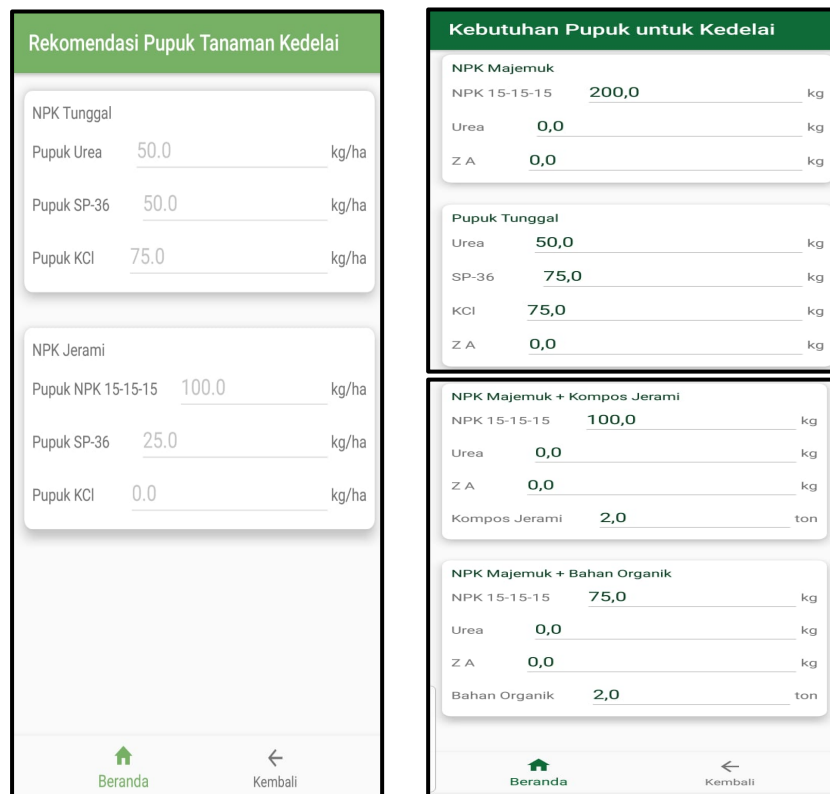 Rekomendasi Pupuk Tanaman Kedelai
NPK Tunggal
Pupuk Urea 50.0 kg/ha
Pupuk SP-36 50.0 kg/ha
Pupuk KCl 75.0 kg/ha
NPK Jerami
Pupuk NPK 15-15-15 100.0 kg/ha
Pupuk SP-36 25.0 kg/ha
Pupuk KCl 0.0 kg/ha
Beranda Kembali
Kebutuhan Pupuk untuk Kedelai
NPK Majemuk
NPK 15-15-15 200,0 kg
Urea 0,0 kg
Z A 0,0 kg
Pupuk Tunggal
Urea 50,0 kg
SP-36 75,0 kg
KCl 75,0 kg
Z A 0,0 kg
NPK Majemuk + Kompos Jerami
NPK 15-15-15 100,0 kg
Urea 0,0 kg
Z A 0,0 kg
Kompos Jerami 2,0 ton
NPK Majemuk + Bahan Organik
NPK 15-15-15 75,0 kg
Urea 0,0 kg
Z A 0,0 kg
Bahan Organik 2,0 ton
Beranda Kembali